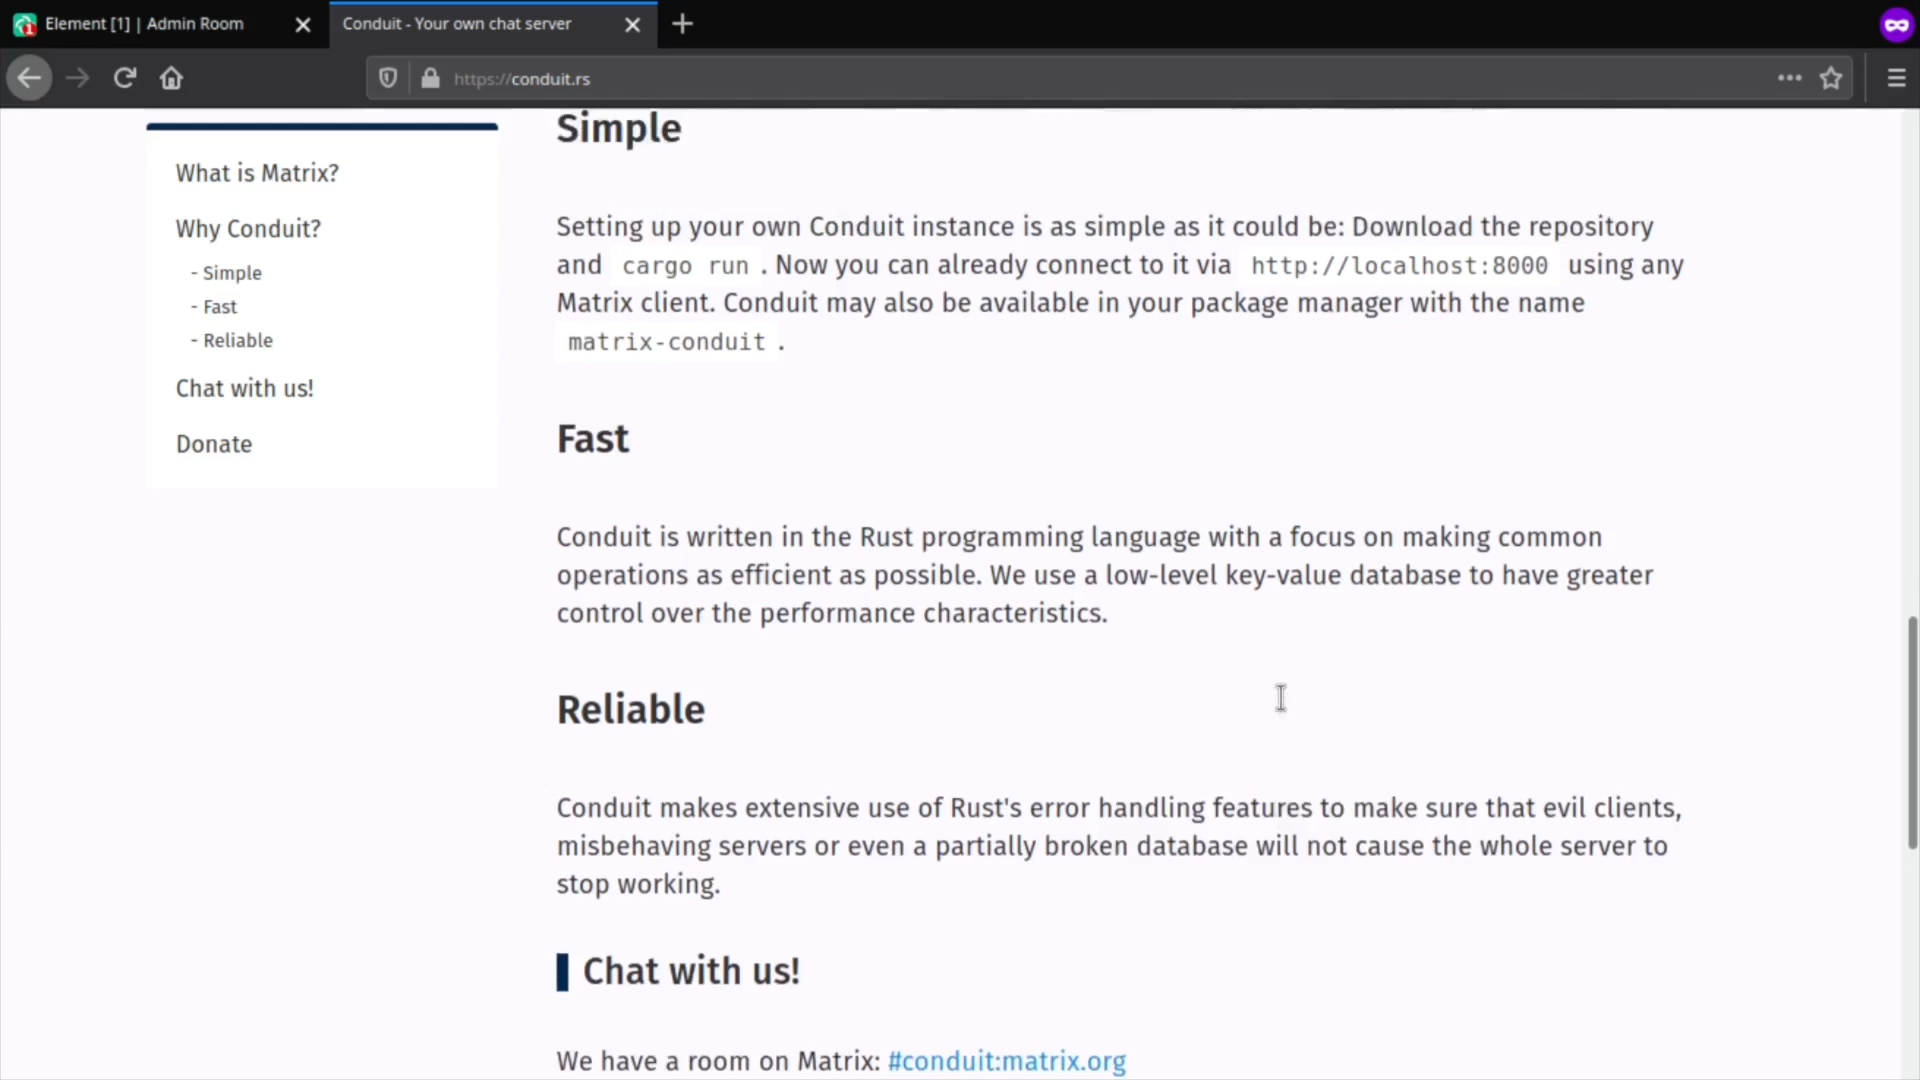 Element [1] | Admin Room
Conduit - Your own chat server
https://conduit.rs
What is Matrix?
Why Conduit?
- Simple
- Fast
- Reliable
Chat with us!
Donate
Simple
Setting up your own Conduit instance is as simple as it could be: Download the repository
and cargo run . Now you can already connect to it via http://localhost:8000 using any
Matrix client. Conduit may also be available in your package manager with the name
matrix-conduit .
Fast
Conduit is written in the Rust programming language with a focus on making common
operations as efficient as possible. We use a low-level key-value database to have greater
control over the performance characteristics.
Reliable
Conduit makes extensive use of Rust's error handling features to make sure that evil clients,
misbehaving servers or even a partially broken database will not cause the whole server to
stop working.
Chat with us!
We have a room on Matrix: #conduit:matrix.org